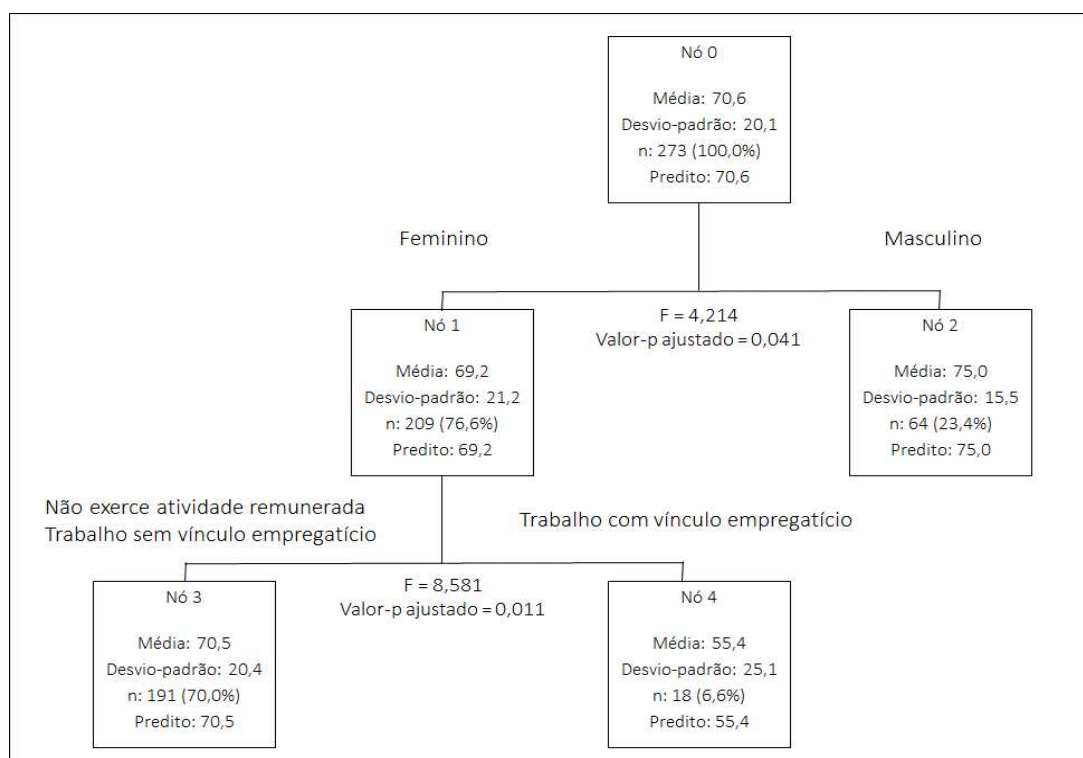 Nó 0
Média: 70,6
Desvio-padrão: 20,1
n: 273 (100,0%)
Predito: 70,6
Feminino
Masculino
F = 4,214
Valor-p ajustado = 0,041
Nó 1
Média: 69,2
Desvio-padrão: 21,2
n: 209 (76,6%)
Predito: 69,2
Nó 2
Média: 75,0
Desvio-padrão: 15,5
n: 64 (23,4%)
Predito: 75,0
Não exerce atividade remunerada
Trabalho sem vínculo empregatício
Trabalho com vínculo empregatício
F = 8,581
Valor-p ajustado = 0,011
Nó 3
Média: 70,5
Desvio-padrão: 20,4
n: 191 (70,0%)
Predito: 70,5
Nó 4
Média: 55,4
Desvio-padrão: 25,1
n: 18 (6,6%)
Predito: 55,4